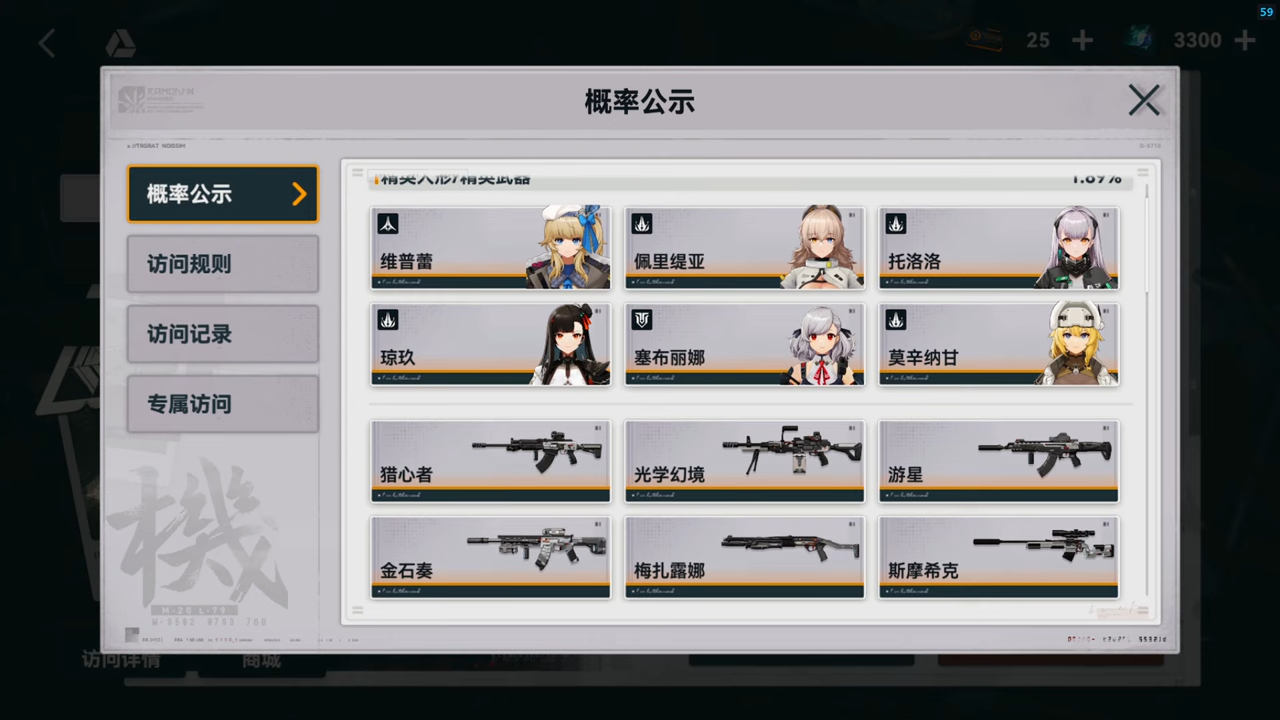 59
25
3300
概率公示
概率公示
访问规则
访问记录
专属访问
精英人形/精英武器
1.89%
维普蕾
佩里缇亚
托洛洛
琼玖
塞布丽娜
莫辛纳甘
猎心者
光学幻境
游星
金石奏
梅扎露娜
斯摩希克
機
M-20 L-79
访问详情
商城